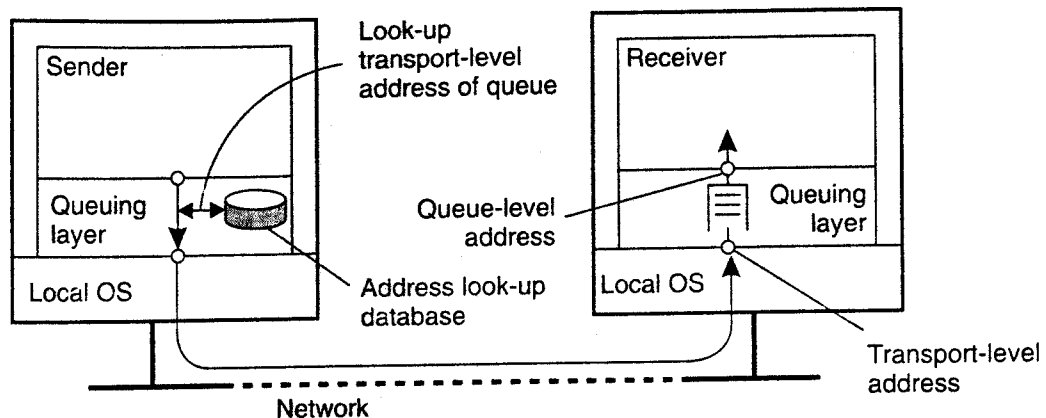 Look-up
transport-level
address of queue
Sender
Receiver
Queuing
layer
Queue-level
address
Queuing
layer
Local OS
Address look-up
database
Local OS
Transport-level
address
Network